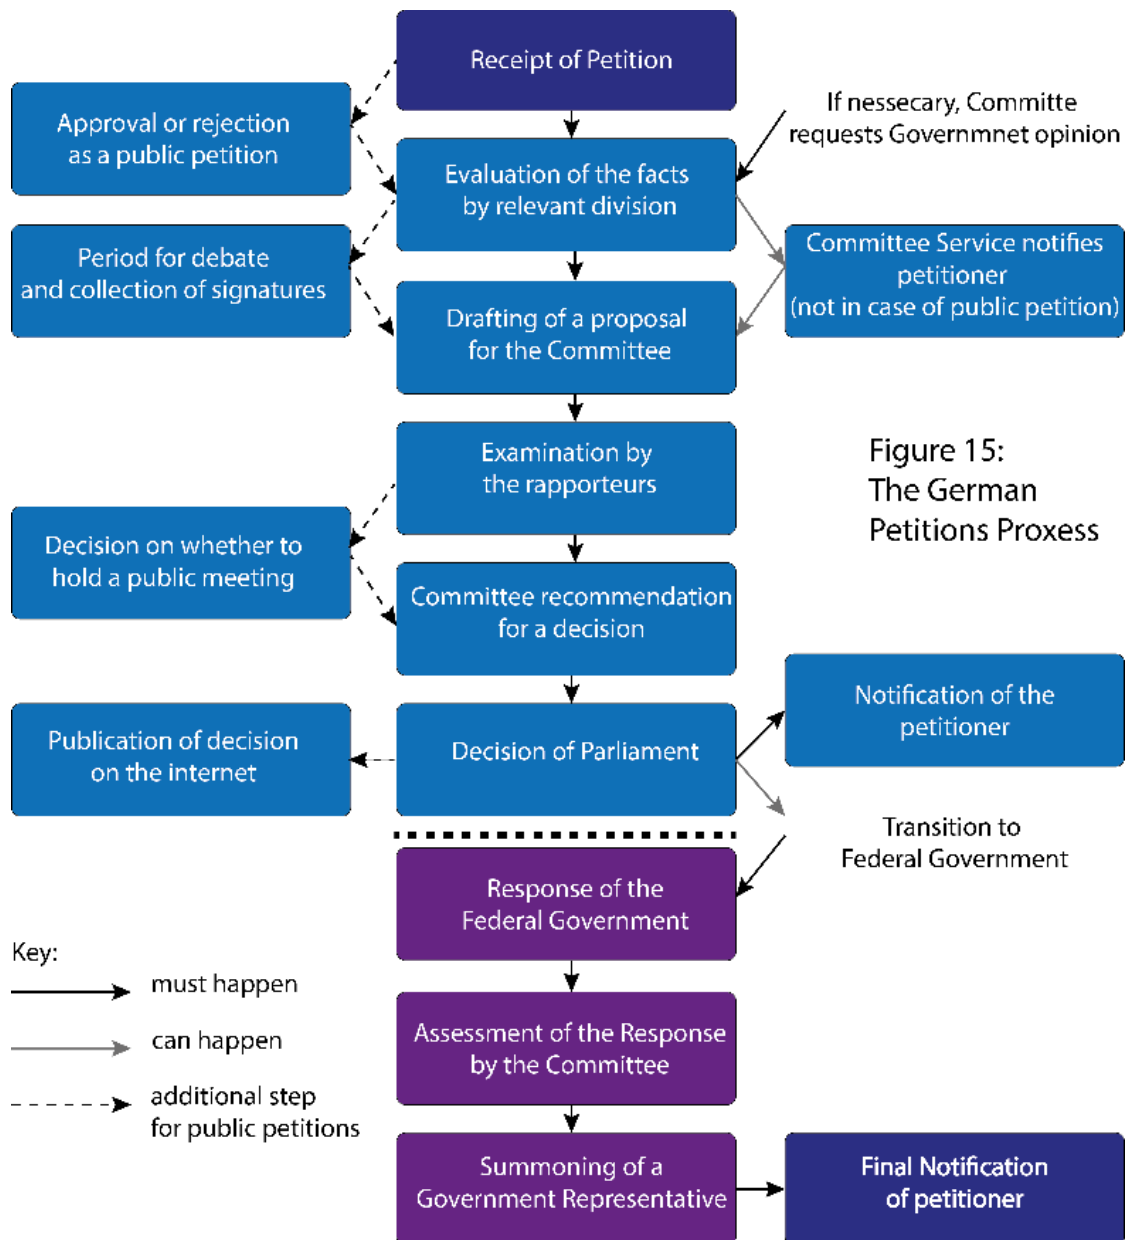 Receipt of Petition
Approval or rejection
as a public petition
If nessecary, Committe
requests Governmnet opinion
Evaluation of the facts
by relevant division
Period for debate
and collection of signatures
Committee Service notifies
petitioner
(not in case of public petition)
Drafting of a proposal
for the Committee
Examination by
the rapporteurs
Figure 15:
The German
Petitions Proxess
Decision on whether to
hold a public meeting
Committee recommendation
for a decision
Notification of the
petitioner
Publication of decision
on the internet
Decision of Parliament
Transition to
Federal Government
Response of the
Federal Government
Key:
must happen
can happen
additional step
for public petitions
Assessment of the Response
by the Committee
Summoning of a
Government Representative
Final Notification
of petitioner